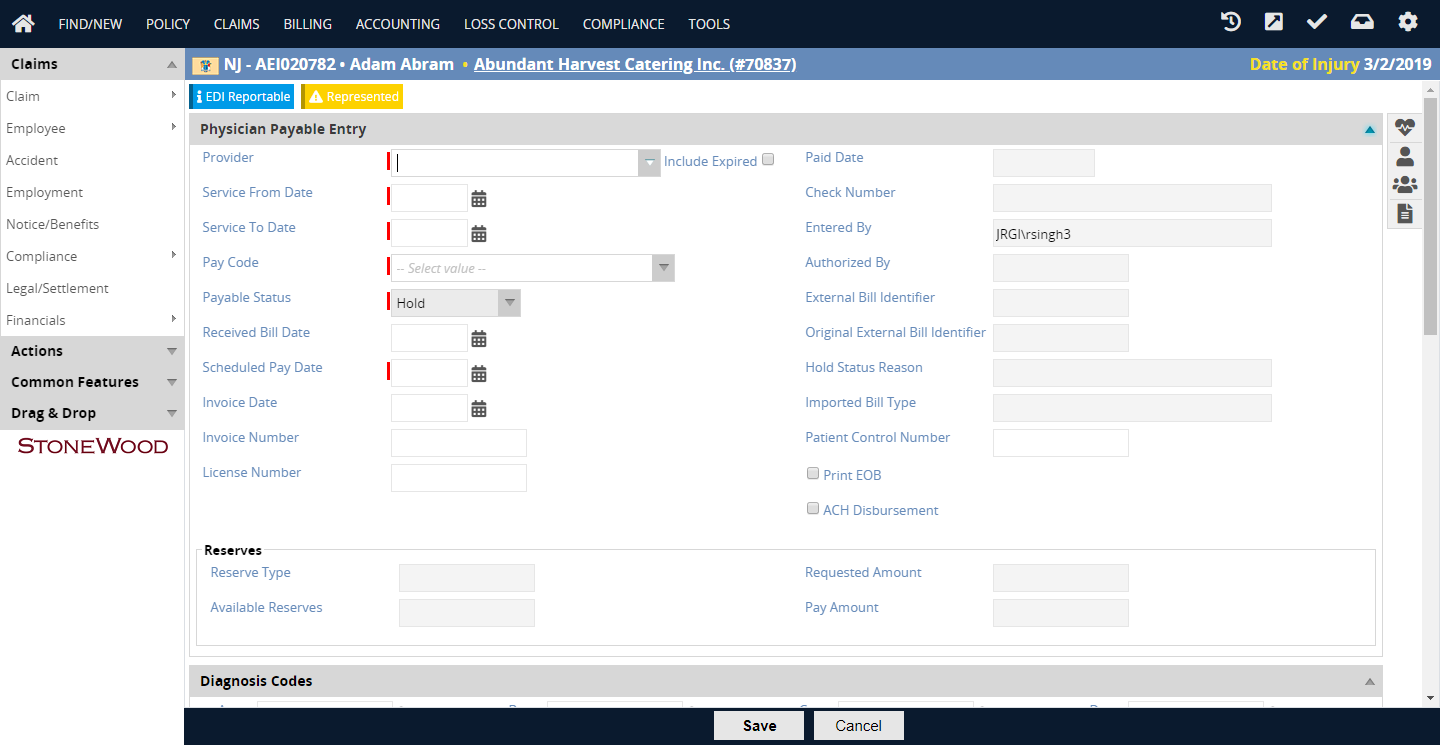 FIND/NEW POLICY CLAIMS BILLING ACCOUNTING LOSS CONTROL COMPLIANCE TOOLS
Claims
Claim
Employee
Accident
Employment
Notice/Benefits
Compliance
Legal/Settlement
Financials
Actions
Common Features
Drag & Drop
STONEWOOD
NJ - AEI020782 • Adam Abram • Abundant Harvest Catering Inc. (#70837) Date of Injury 3/2/2019
EDI Reportable Represented
Physician Payable Entry
Provider Include Expired Paid Date
Service From Date Check Number
Service To Date Entered By JRGI\rsingh3
Pay Code -- Select value -- Authorized By
Payable Status Hold External Bill Identifier
Received Bill Date Original External Bill Identifier
Scheduled Pay Date Hold Status Reason
Invoice Date Imported Bill Type
Invoice Number Patient Control Number
License Number Print EOB
ACH Disbursement
Reserves
Reserve Type Requested Amount
Available Reserves Pay Amount
Diagnosis Codes
Save Cancel